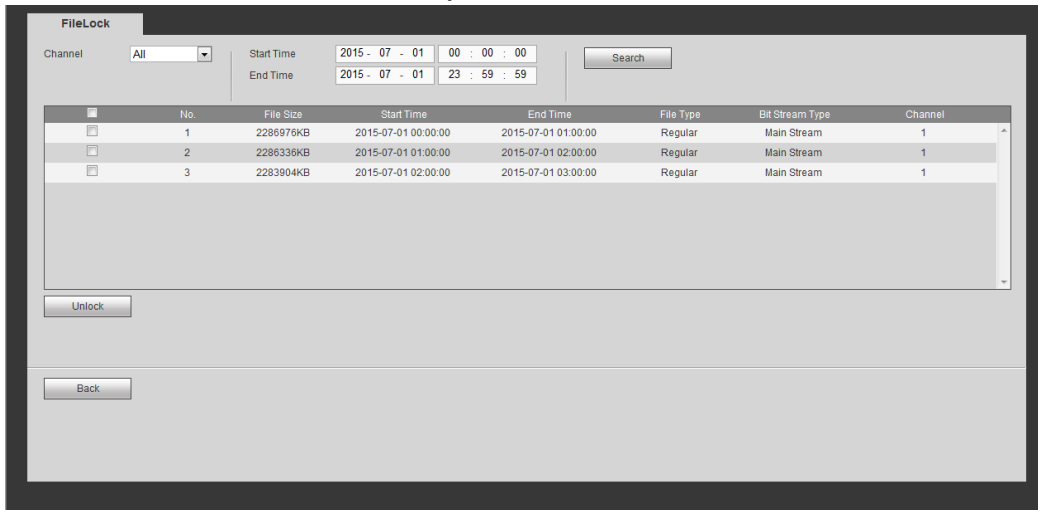 FileLock
Channel All Start Time 2015 - 07 - 01 00 : 00 : 00 Search
End Time 2015 - 07 - 01 23 : 59 : 59
No. File Size Start Time End Time File Type Bit Stream Type Channel
1 2286976KB 2015-07-01 00:00:00 2015-07-01 01:00:00 Regular Main Stream 1
2 2286336KB 2015-07-01 01:00:00 2015-07-01 02:00:00 Regular Main Stream 1
3 2283904KB 2015-07-01 02:00:00 2015-07-01 03:00:00 Regular Main Stream 1
Unlock
Back